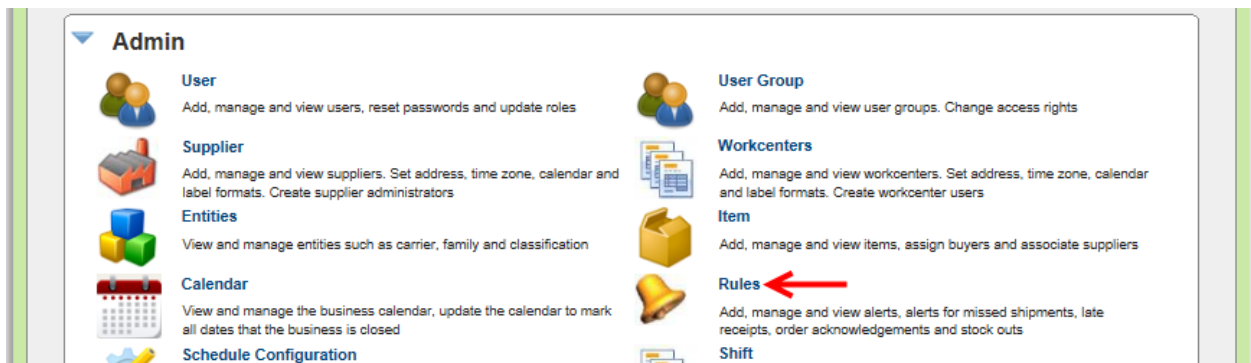 Admin
User
Add, manage and view users, reset passwords and update roles
User Group
Add, manage and view user groups. Change access rights
Supplier
Add, manage and view suppliers. Set address, time zone, calendar and
label formats. Create supplier administrators
Workcenters
Add, manage and view workcenters. Set address, time zone, calendar
and label formats. Create workcenter users
Entities
View and manage entities such as carrier, family and classification
Item
Add, manage and view items, assign buyers and associate suppliers
Calendar
View and manage the business calendar, update the calendar to mark
all dates that the business is closed
Rules
Add, manage and view alerts, alerts for missed shipments, late
receipts, order acknowledgements and stock outs
Schedule Configuration
Shift